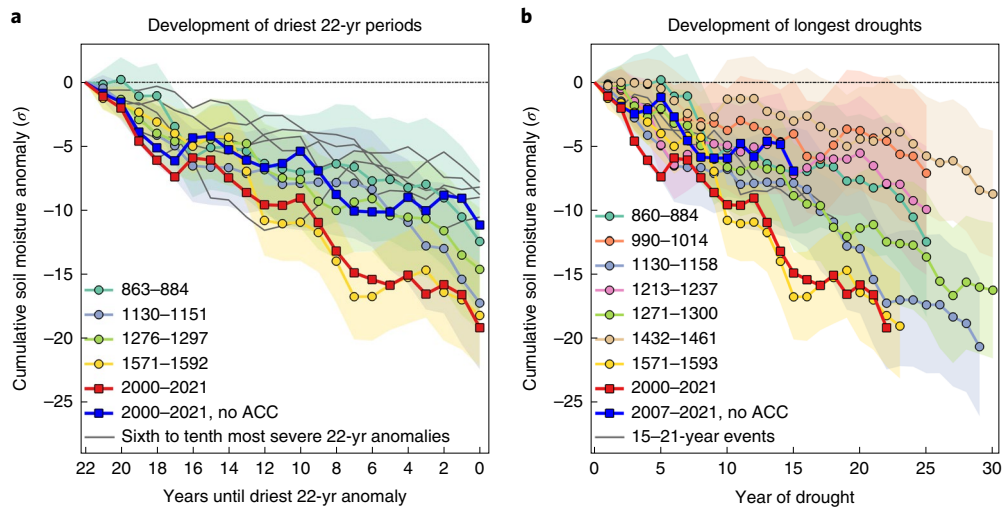 a
Development of driest 22-yr periods
Cumulative soil moisture anomaly (σ)
0
−5
−10
−15
−20
−25
863–884
1130–1151
1276–1297
1571–1592
2000–2021
2000–2021, no ACC
Sixth to tenth most severe 22-yr anomalies
22 20 18 16 14 12 10 8 6 4 2 0
Years until driest 22-yr anomaly
b
Development of longest droughts
Cumulative soil moisture anomaly (σ)
0
−5
−10
−15
−20
−25
860–884
990–1014
1130–1158
1213–1237
1271–1300
1432–1461
1571–1593
2000–2021
2007–2021, no ACC
15–21-year events
0 5 10 15 20 25 30
Year of drought